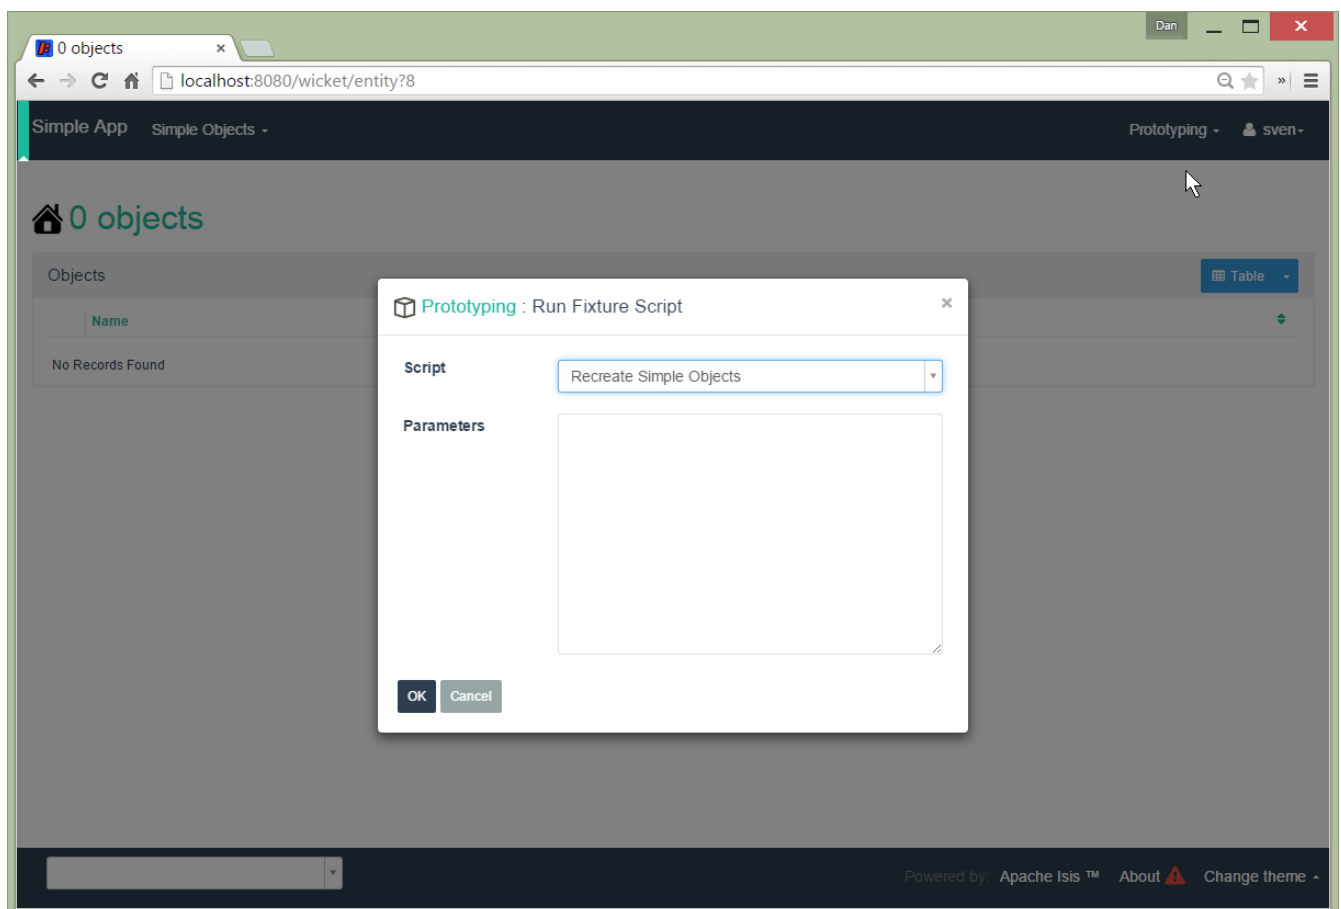 Dan
0 objects
localhost:8080/wicket/entity?8
Simple App Simple Objects Prototyping sven
0 objects
Objects Table
Name
No Records Found
Prototyping : Run Fixture Script
Script Recreate Simple Objects
Parameters
OK Cancel
Powered by: Apache Isis ™ About Change theme